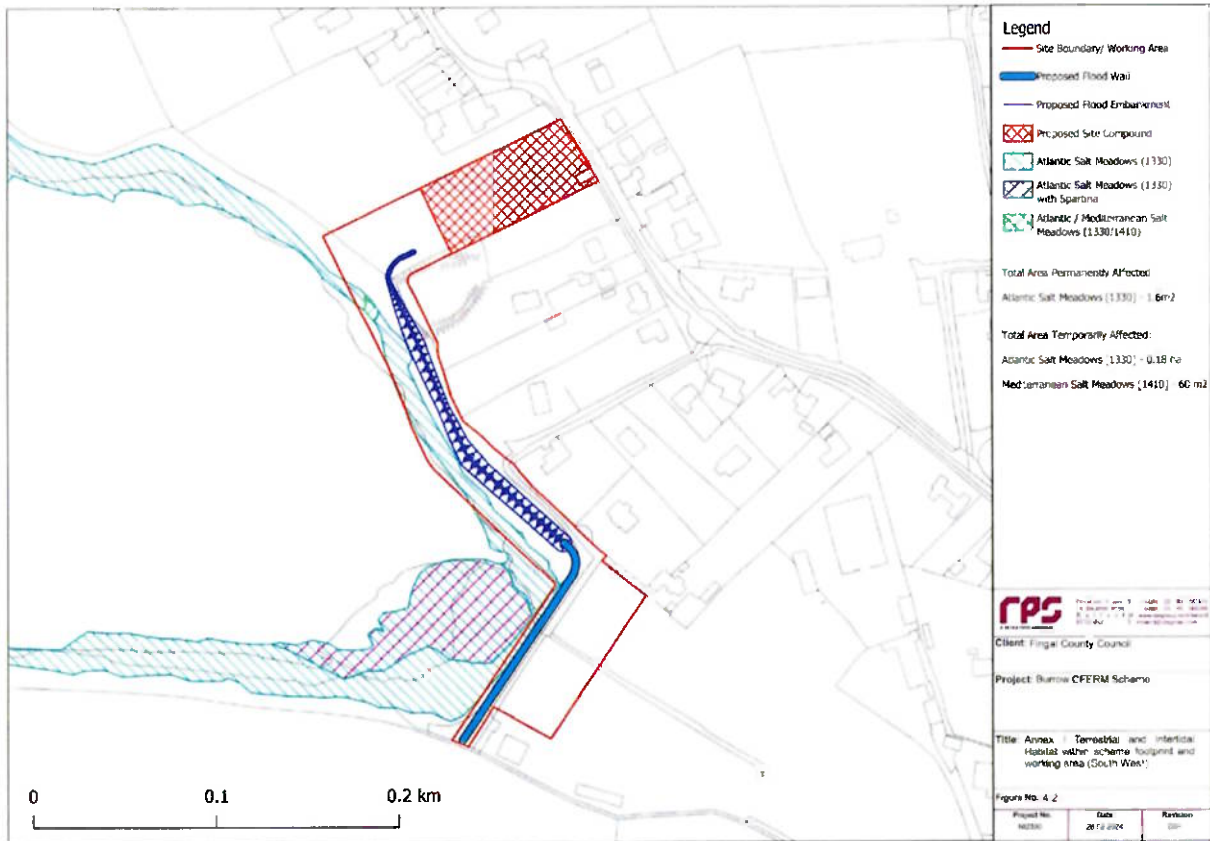 Legend
Site Boundary/ Working Area
Proposed Flood Wall
Proposed Flood Embankment
Proposed Site Compound
Atlantic Salt Meadows (1330)
Atlantic Salt Meadows (1330)
with Spartina
Atlantic / Mediterranean Salt
Meadows (1330/1410)
Total Area Permanently Affected
Atlantic Salt Meadows (1330) - 1.6m2
Total Area Temporarily Affected:
Atlantic Salt Meadows (1330) - 0.18 ha
Mediterranean Salt Meadows (1410) - 60 m2
rps
Client: Fingal County Council
Project: Burrow CFERM Scheme
Title: Annex I Terrestrial and Intertidal
Habitat within scheme footprint and
working area (South West)
Figure No. 4.2
Project No. Date Revision
0 0.1 0.2 km